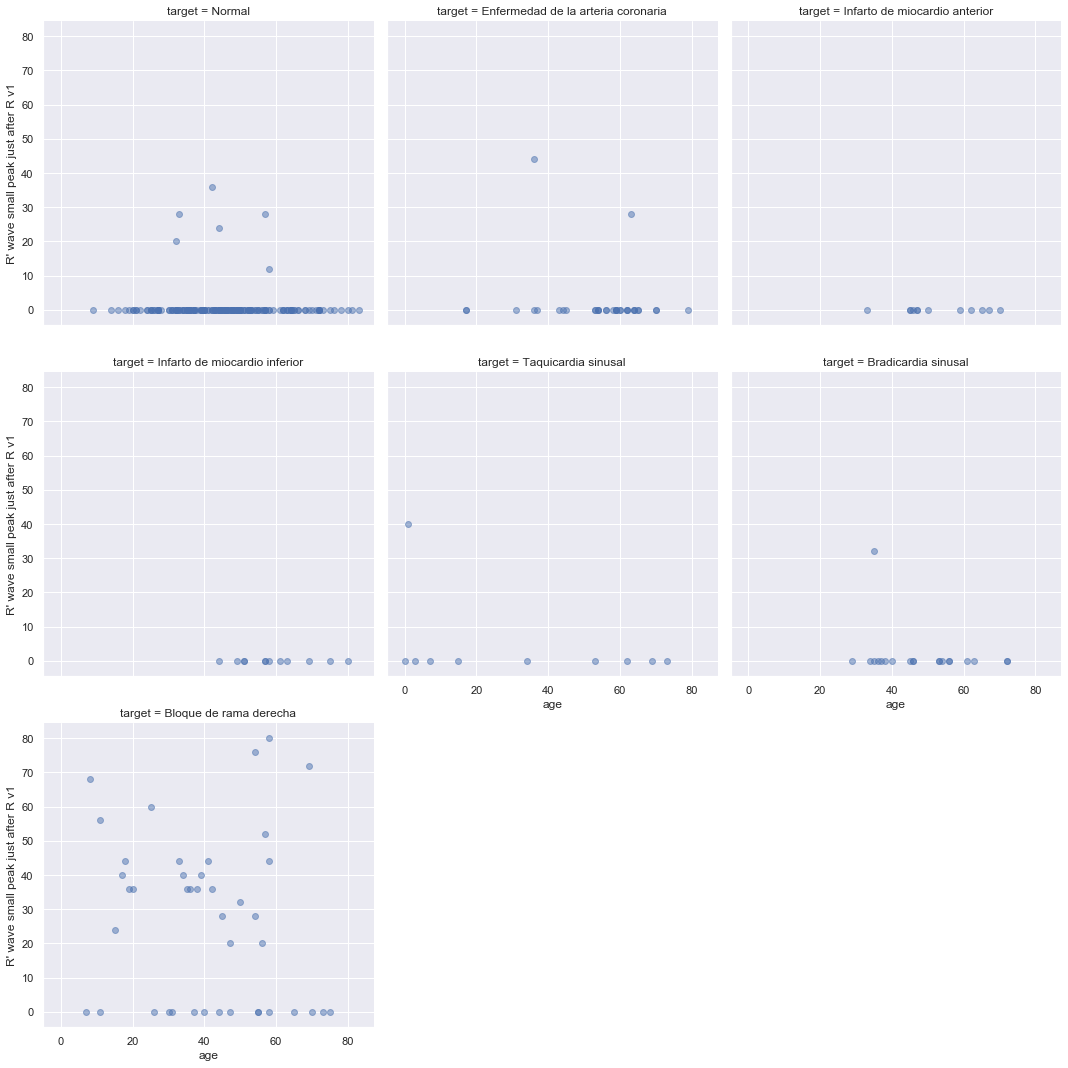 target = Normal
target = Enfermedad de la arteria coronaria
target = Infarto de miocardio anterior
80
70
60
50
40
30
20
10
0
R' wave small peak just after R v1
target = Infarto de miocardio inferior
target = Taquicardia sinusal
target = Bradicardia sinusal
80
70
60
50
40
30
20
10
0
R' wave small peak just after R v1
0 20 40 60 80
age
0 20 40 60 80
age
target = Bloque de rama derecha
80
70
60
50
40
30
20
10
0
R' wave small peak just after R v1
0 20 40 60 80
age